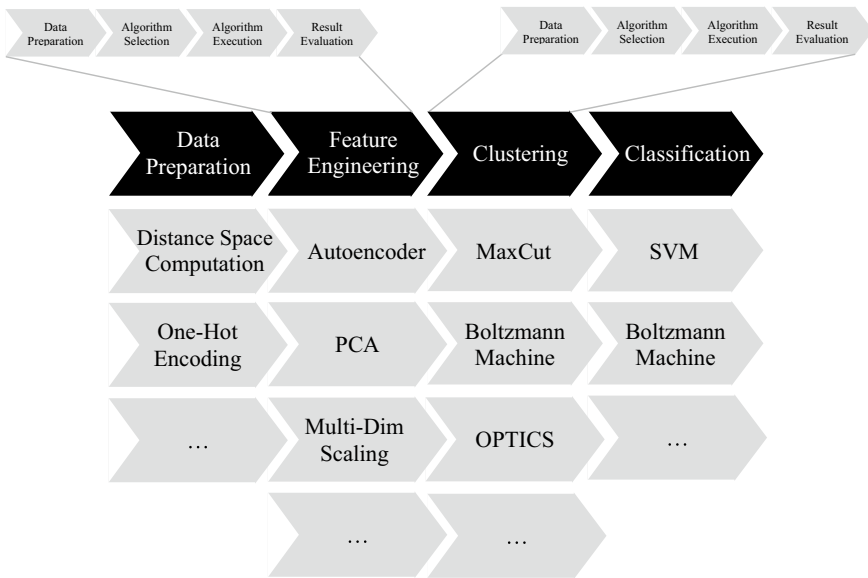 Data
Preparation
Algorithm
Selection
Algorithm
Execution
Result
Evaluation
Data
Preparation
Algorithm
Selection
Algorithm
Execution
Result
Evaluation
Data
Preparation
Feature
Engineering
Clustering
Classification
Distance Space
Computation
Autoencoder
MaxCut
SVM
One-Hot
Encoding
PCA
Boltzmann
Machine
Boltzmann
Machine
…
Multi-Dim
Scaling
OPTICS
…
…
…